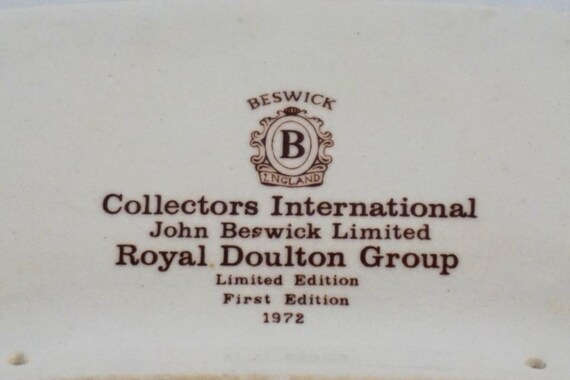 BESWICK
B
ENGLAND
Collectors International
John Beswick Limited
Royal Doulton Group
Limited Edition
First Edition
1972